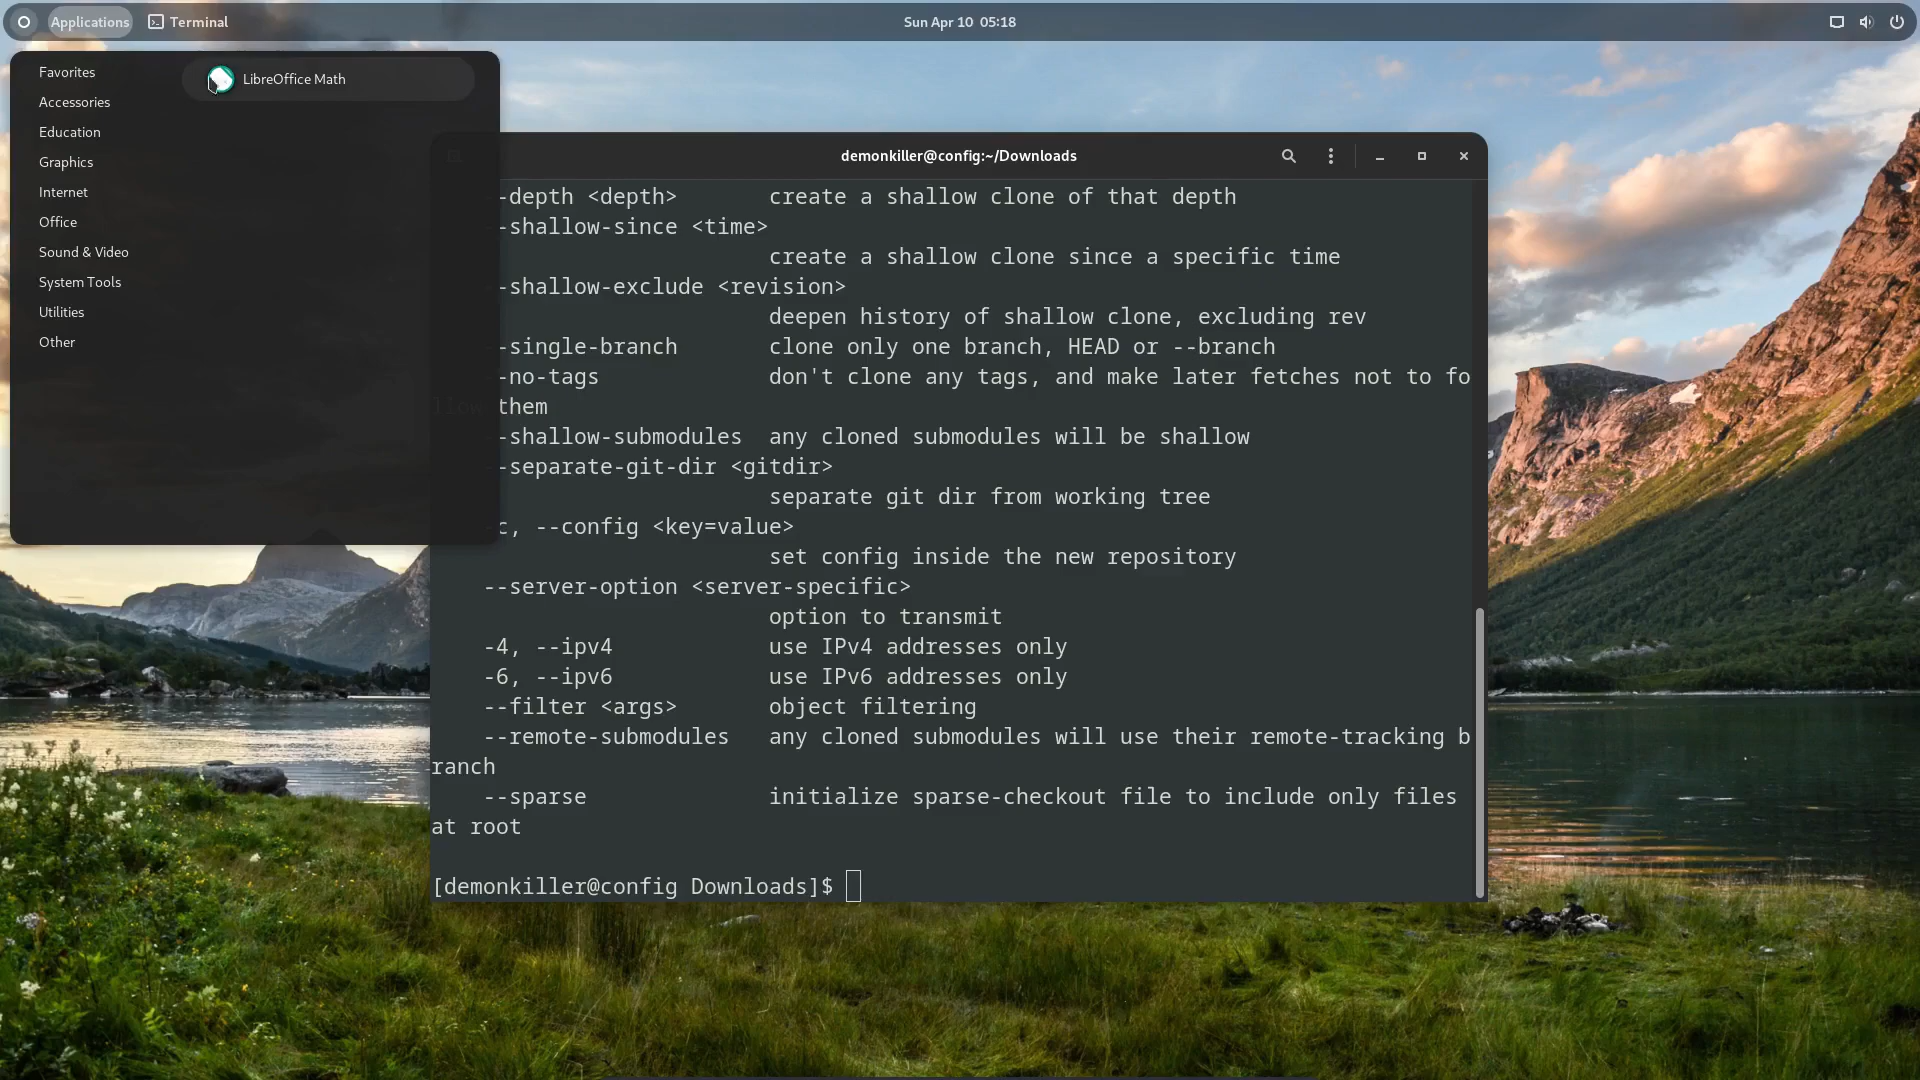 Applications Terminal Sun Apr 10 05:18
Favorites
Accessories
Education
Graphics
Internet
Office
Sound & Video
System Tools
Utilities
Other
LibreOffice Math
demonkiller@config:~/Downloads
--depth <depth> create a shallow clone of that depth
--shallow-since <time>
create a shallow clone since a specific time
--shallow-exclude <revision>
deepen history of shallow clone, excluding rev
--single-branch clone only one branch, HEAD or --branch
--no-tags don't clone any tags, and make later fetches not to fo
llow them
--shallow-submodules any cloned submodules will be shallow
--separate-git-dir <gitdir>
separate git dir from working tree
-c, --config <key=value>
set config inside the new repository
--server-option <server-specific>
option to transmit
-4, --ipv4 use IPv4 addresses only
-6, --ipv6 use IPv6 addresses only
--filter <args> object filtering
--remote-submodules any cloned submodules will use their remote-tracking b
ranch
--sparse initialize sparse-checkout file to include only files
at root
[demonkiller@config Downloads]$